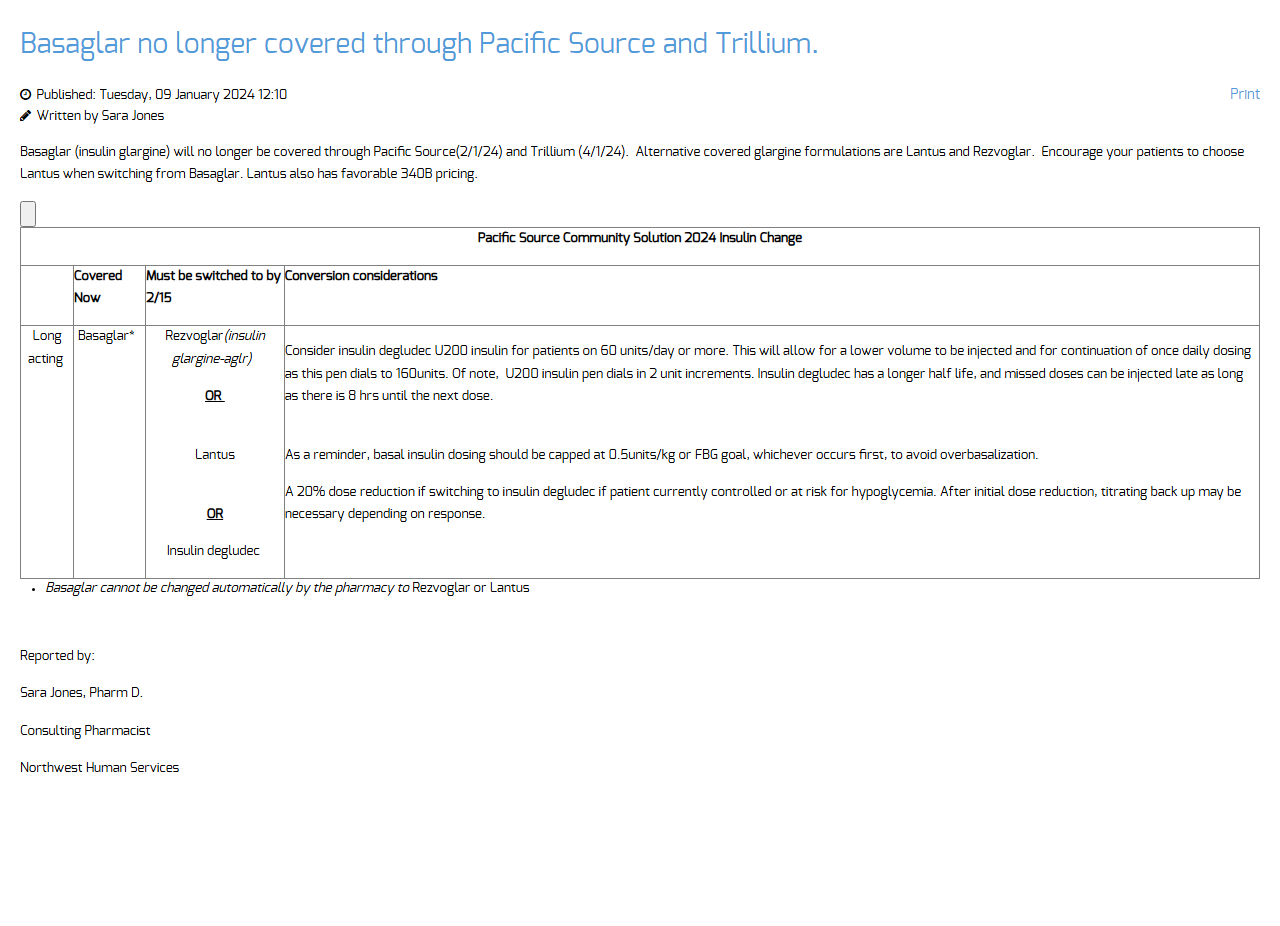 Basaglar no longer covered through Pacific Source and Trillium.
Published: Tuesday, 09 January 2024 12:10
Print
Written by Sara Jones
Basaglar (insulin glargine) will no longer be covered through Pacific Source(2/1/24) and Trillium (4/1/24).  Alternative covered glargine formulations are Lantus and Rezvoglar.  Encourage your patients to choose
Lantus when switching from Basaglar. Lantus also has favorable 340B pricing.
Pacific Source Community Solution 2024 Insulin Change
Covered
Now
Must be switched to by
2/15
Conversion considerations
Long
acting
Basaglar*
Rezvoglar(insulin
glargine-aglr)
OR
Lantus
OR
Insulin degludec
Consider insulin degludec U200 insulin for patients on 60 units/day or more. This will allow for a lower volume to be injected and for continuation of once daily dosing
as this pen dials to 160units. Of note,  U200 insulin pen dials in 2 unit increments. Insulin degludec has a longer half life, and missed doses can be injected late as long
as there is 8 hrs until the next dose.
As a reminder, basal insulin dosing should be capped at 0.5units/kg or FBG goal, whichever occurs first, to avoid overbasalization.
A 20% dose reduction if switching to insulin degludec if patient currently controlled or at risk for hypoglycemia. After initial dose reduction, titrating back up may be
necessary depending on response.
• Basaglar cannot be changed automatically by the pharmacy to Rezvoglar or Lantus
Reported by:
Sara Jones, Pharm D.
Consulting Pharmacist
Northwest Human Services